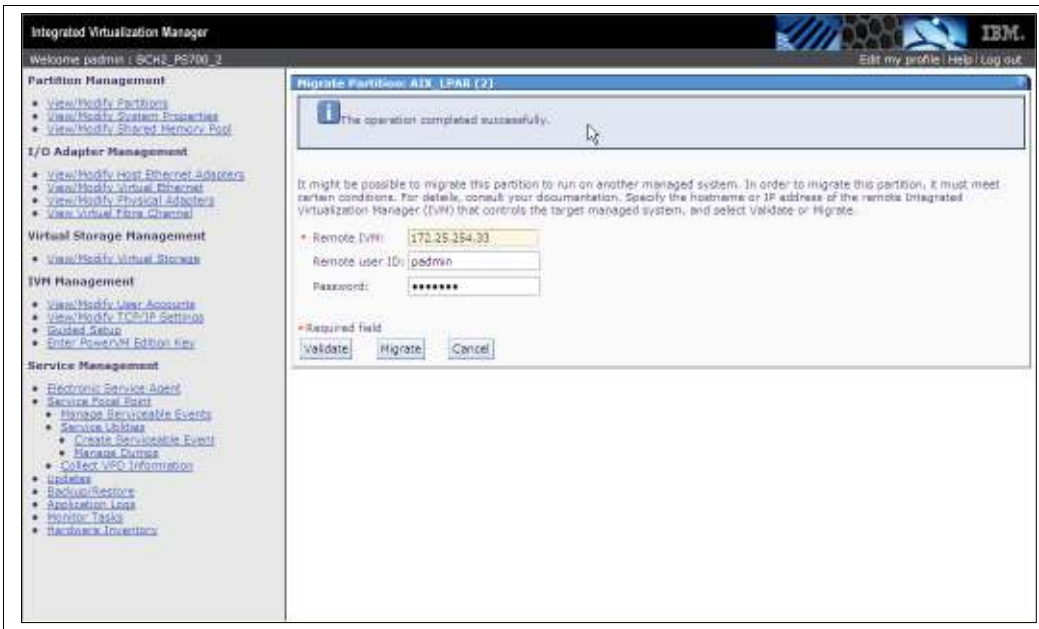 Integrated Virtualization Manager
IBM.
Welcome padmin : BCH2_PS700_2
Edit my profile | Help | Log out
Partition Management
View/Modify Partitions
View/Modify System Properties
View/Modify Shared Memory Pool
I/O Adapter Management
View/Modify Host Ethernet Adapters
View/Modify Virtual Ethernet
View/Modify Physical Adapters
View Virtual Fibre Channel
Virtual Storage Management
View/Modify Virtual Storage
IVM Management
View/Modify User Accounts
View/Modify TCP/IP Settings
Guided Setup
Enter PowerVM Edition Key
Service Management
Electronic Service Agent
Service Focal Point
Manage Serviceable Events
Service Utilities
Create Serviceable Event
Manage Dumps
Collect VPD Information
Updates
Backup/Restore
Application Logs
Monitor Tasks
Hardware Inventory
Migrate Partition: AIX_LPAR (2)
The operation completed successfully.
It might be possible to migrate this partition to run on another managed system. In order to migrate this partition, it must meet
certain conditions. For details, consult your documentation. Specify the hostname or IP address of the remote Integrated
Virtualization Manager (IVM) that controls the target managed system, and select Validate or Migrate.
* Remote IVM: 172.25.254.33
Remote user ID: padmin
Password: •••••••
*Required field
Validate Migrate Cancel